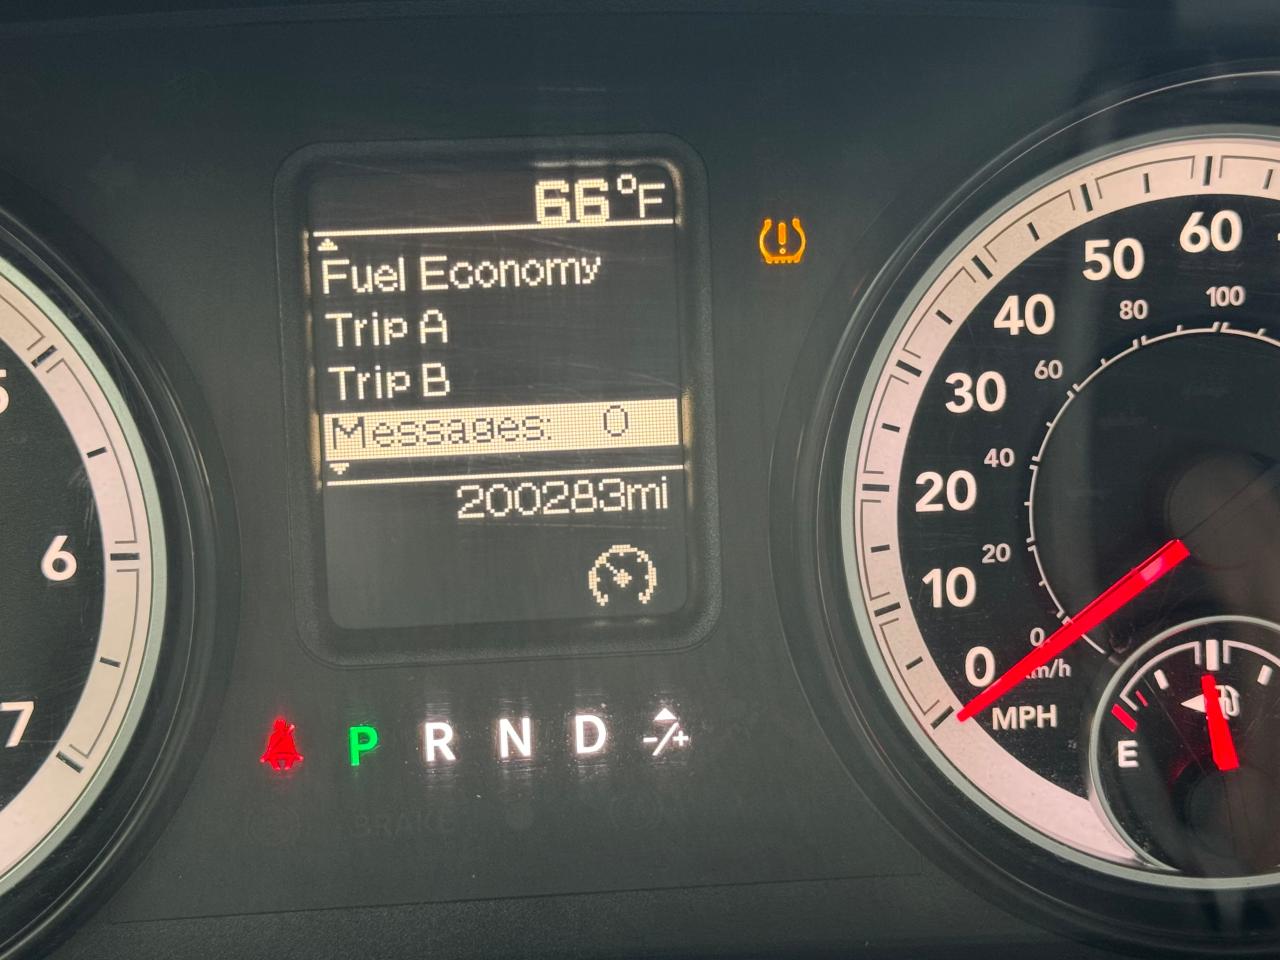 66°F
Fuel Economy
Trip A
Trip B
Messages: 0
200283mi
P R N D -/+
BRAKE
6
7
60
50
40
30
20
10
0
MPH
100
80
60
40
20
0
km/h
E